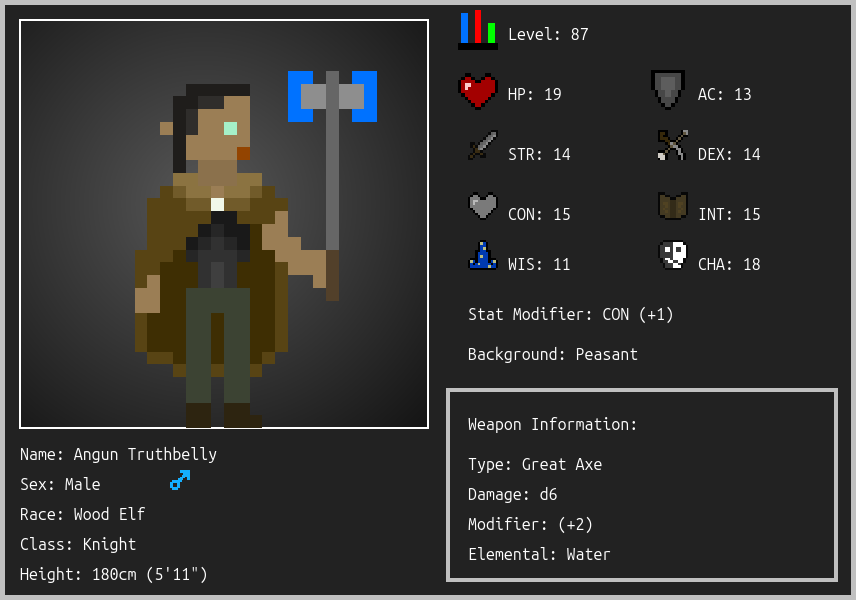 Level: 87
HP: 19
AC: 13
STR: 14
DEX: 14
CON: 15
INT: 15
WIS: 11
CHA: 18
Stat Modifier: CON (+1)
Background: Peasant
Weapon Information:
Type: Great Axe
Damage: d6
Modifier: (+2)
Elemental: Water
Name: Angun Truthbelly
Sex: Male
Race: Wood Elf
Class: Knight
Height: 180cm (5'11")